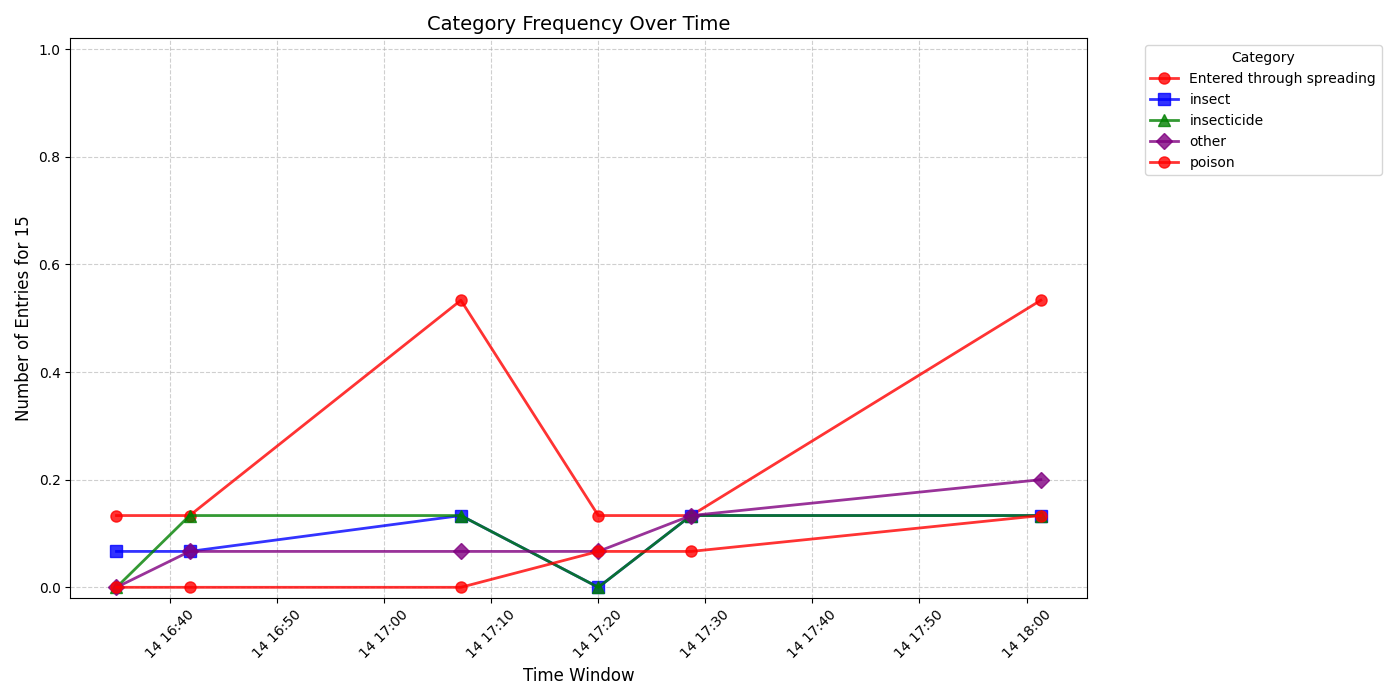 Category Frequency Over Time
Number of Entries for 15
1.0
0.8
0.6
0.4
0.2
0.0
14 16:40
14 16:50
14 17:00
14 17:10
14 17:20
14 17:30
14 17:40
14 17:50
14 18:00
Time Window
Category
Entered through spreading
insect
insecticide
other
poison